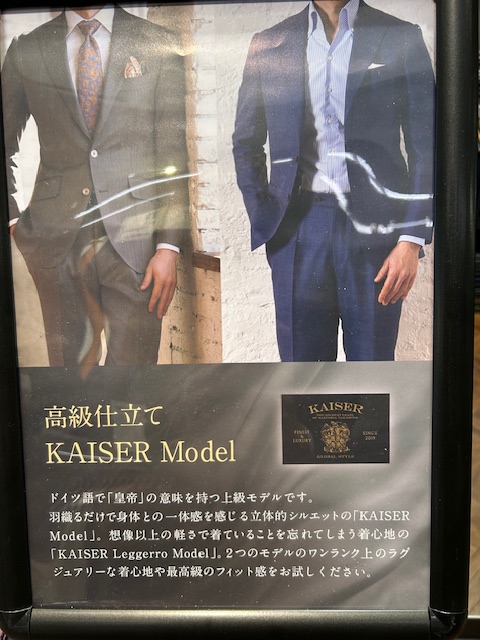 高級仕立て
KAISER Model
KAISER
FINEST
&
LUXURY
SINCE
2019
GLOBAL STYLE
ドイツ語で「皇帝」の意味を持つ上級モデルです。
羽織るだけで身体との一体感を感じる立体的シルエットの「KAISER
Model」。想像以上の軽さで着ていることを忘れてしまう着心地の
「KAISER Leggerro Model」。2つのモデルのワンランク上のラグ
ジュアリーな着心地や最高級のフィット感をお試しください。